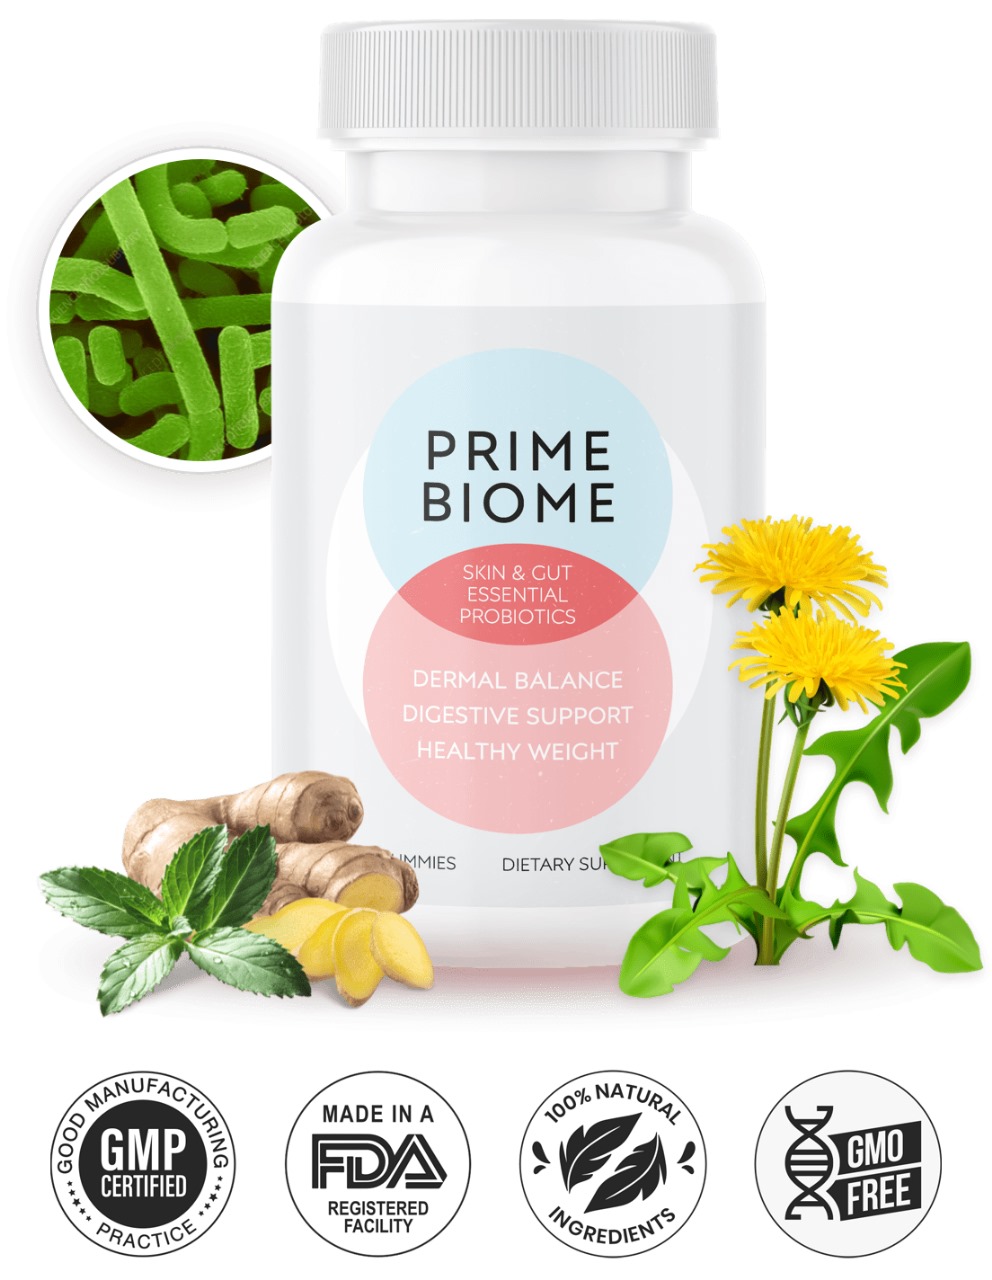 PRIME
BIOME
SKIN & GUT
ESSENTIAL
PROBIOTICS
DERMAL BALANCE
DIGESTIVE SUPPORT
HEALTHY WEIGHT
DIETARY
GOOD MANUFACTURING
GMP
CERTIFIED
PRACTICE
MADE IN A
FDA
REGISTERED
FACILITY
100% NATURAL
INGREDIENTS
GMO
FREE